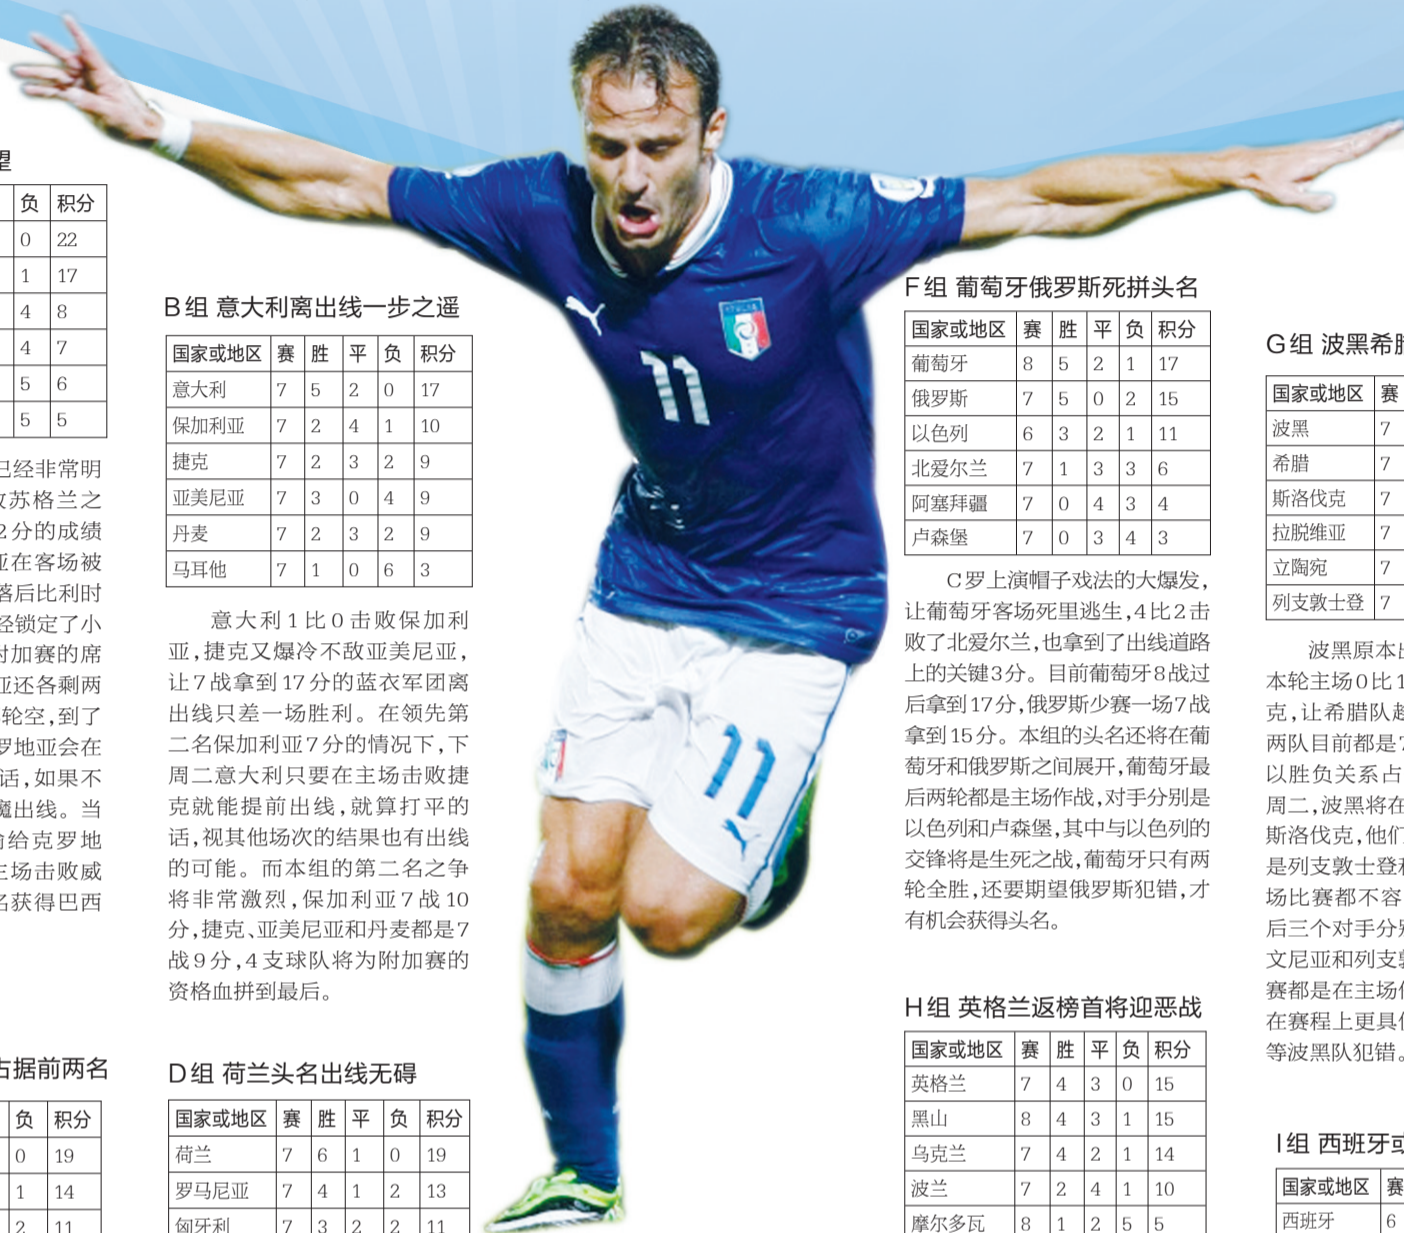 望
负 积分
0 22
1 17
4 8
4 7
5 6
5 5
已经非常明
苏格兰之
2分的成绩
亚在客场被
落后比利时
经锁定了小
附加赛的席
亚还各剩两
轮空,到了
罗地亚会在
话,如果不
魔出线。当
给克罗地
主场击败威
名获得巴西
占据前两名
负 积分
0 19
1 14
2 11
B组 意大利离出线一步之遥
国家或地区 赛 胜 平 负 积分
意大利 7 5 2 0 17
保加利亚 7 2 4 1 10
捷克 7 2 3 2 9
亚美尼亚 7 3 0 4 9
丹麦 7 2 3 2 9
马耳他 7 1 0 6 3
意大利1比0击败保加利
亚,捷克又爆冷不敌亚美尼亚,
让7战拿到17分的蓝衣军团离
出线只差一场胜利。在领先第
二名保加利亚7分的情况下,下
周二意大利只要在主场击败捷
克就能提前出线,就算打平的
话,视其他场次的结果也有出线
的可能。而本组的第二名之争
将非常激烈,保加利亚7战10
分,捷克、亚美尼亚和丹麦都是7
战9分,4支球队将为附加赛的
资格血拼到最后。
D组 荷兰头名出线无碍
国家或地区 赛 胜 平 负 积分
荷兰 7 6 1 0 19
罗马尼亚 7 4 1 2 13
匈牙利 7 3 2 2 11
ITALIA
11
11
F组 葡萄牙俄罗斯死拼头名
国家或地区 赛 胜 平 负 积分
葡萄牙 8 5 2 1 17
俄罗斯 7 5 0 2 15
以色列 6 3 2 1 11
北爱尔兰 7 1 3 3 6
阿塞拜疆 7 0 4 3 4
卢森堡 7 0 3 4 3
C罗上演帽子戏法的大爆发,
让葡萄牙客场死里逃生,4比2击
败了北爱尔兰,也拿到了出线道路
上的关键3分。目前葡萄牙8战过
后拿到17分,俄罗斯少赛一场7战
拿到15分。本组的头名还将在葡
萄牙和俄罗斯之间展开,葡萄牙最
后两轮都是主场作战,对手分别是
以色列和卢森堡,其中与以色列的
交锋将是生死之战,葡萄牙只有两
轮全胜,还要期望俄罗斯犯错,才
有机会获得头名。
H组 英格兰返榜首将迎恶战
国家或地区 赛 胜 平 负 积分
英格兰 7 4 3 0 15
黑山 8 4 3 1 15
乌克兰 7 4 2 1 14
波兰 7 2 4 1 10
摩尔多瓦 8 1 2 5 5
G组 波黑希腊
国家或地区 赛
波黑 7
希腊 7
斯洛伐克 7
拉脱维亚 7
立陶宛 7
列支敦士登 7
波黑原本出
本轮主场0比1
克,让希腊队趁
两队目前都是7
以胜负关系占
周二,波黑将在
斯洛伐克,他们
是列支敦士登和
场比赛都不容
后三个对手分别
文尼亚和列支敦
赛都是在主场作
在赛程上更具优
等波黑队犯错。
I组 西班牙或
国家或地区 赛
西班牙 6